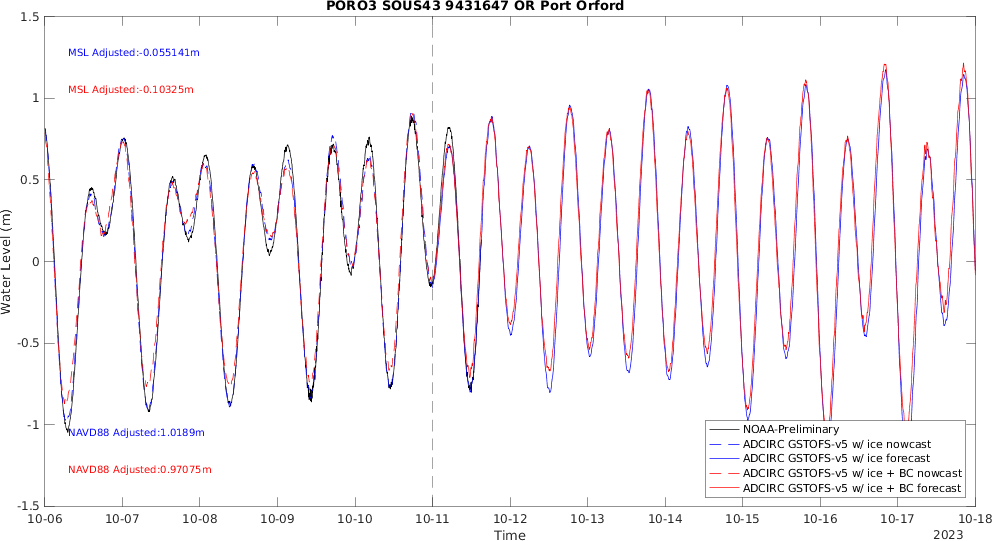 PORO3 SOUS43 9431647 OR Port Orford
1.5
1
0.5
0
-0.5
-1
-1.5
Water Level (m)
MSL Adjusted:-0.055141m
MSL Adjusted:-0.10325m
NAVD88 Adjusted:1.0189m
NAVD88 Adjusted:0.97075m
NOAA-Preliminary
ADCIRC GSTOFS-v5 w/ ice nowcast
ADCIRC GSTOFS-v5 w/ ice forecast
ADCIRC GSTOFS-v5 w/ ice + BC nowcast
ADCIRC GSTOFS-v5 w/ ice + BC forecast
10-06 10-07 10-08 10-09 10-10 10-11 10-12 10-13 10-14 10-15 10-16 10-17 10-18
Time
2023